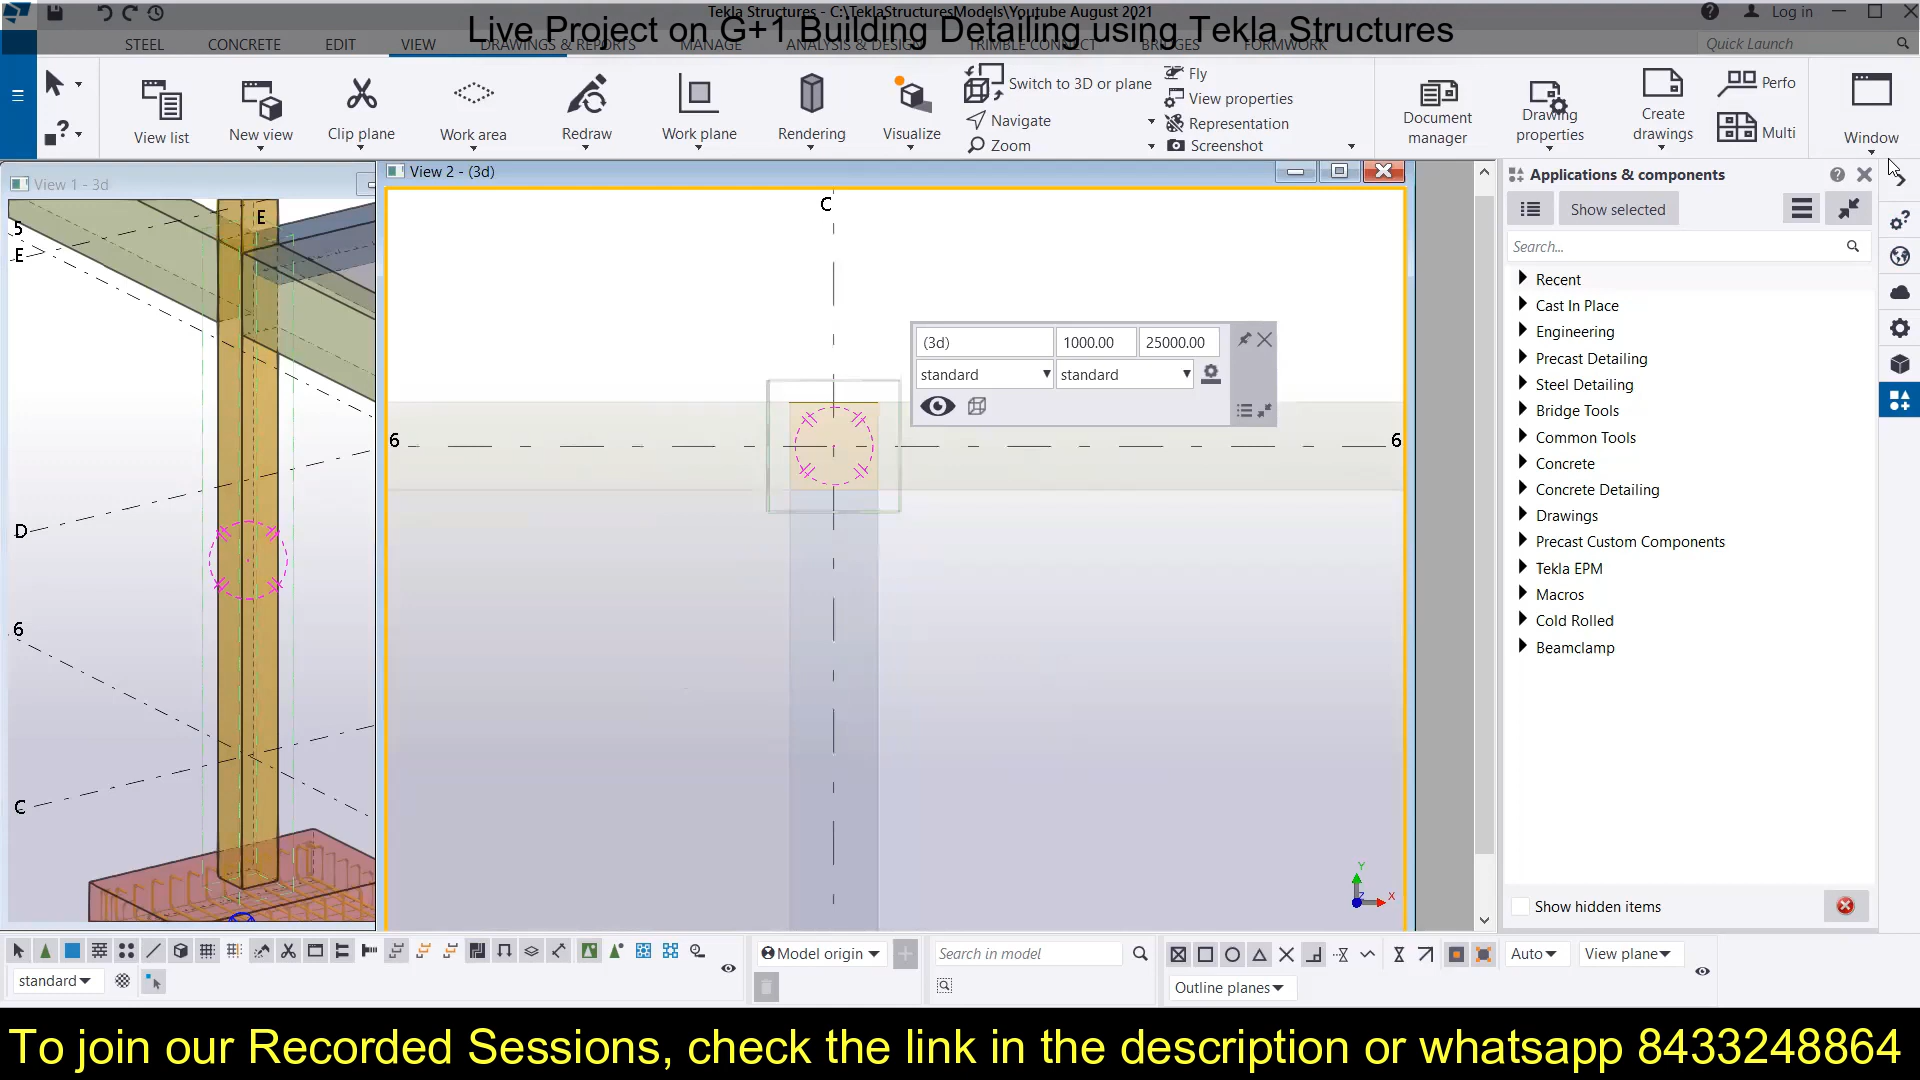 Tekla Structures - C:\TeklaStructuresModels\Youtube August 2021
Log in
Live Project on G+1 Building Detailing using Tekla Structures
STEEL CONCRETE EDIT VIEW DRAWINGS & REPORTS MANAGE ANALYSIS & DESIGN TRIMBLE CONNECT BRIDGES FORMWORK
Quick Launch
View list
New view
Clip plane
Work area
Redraw
Work plane
Rendering
Visualize
Switch to 3D or plane
Navigate
Zoom
Fly
View properties
Representation
Screenshot
Document manager
Drawing properties
Create drawings
Perfo
Multi
Window
View 1 - 3d
5
E
E
D
6
C
View 2 - (3d)
C
6
6
(3d) 1000.00 25000.00
standard standard
Y
X
Z
Applications & components
Show selected
Search...
Recent
Cast In Place
Engineering
Precast Detailing
Steel Detailing
Bridge Tools
Common Tools
Concrete
Concrete Detailing
Drawings
Precast Custom Components
Tekla EPM
Macros
Cold Rolled
Beamclamp
Show hidden items
standard
Model origin
Search in model
Auto
View plane
Outline planes
To join our Recorded Sessions, check the link in the description or whatsapp 8433248864